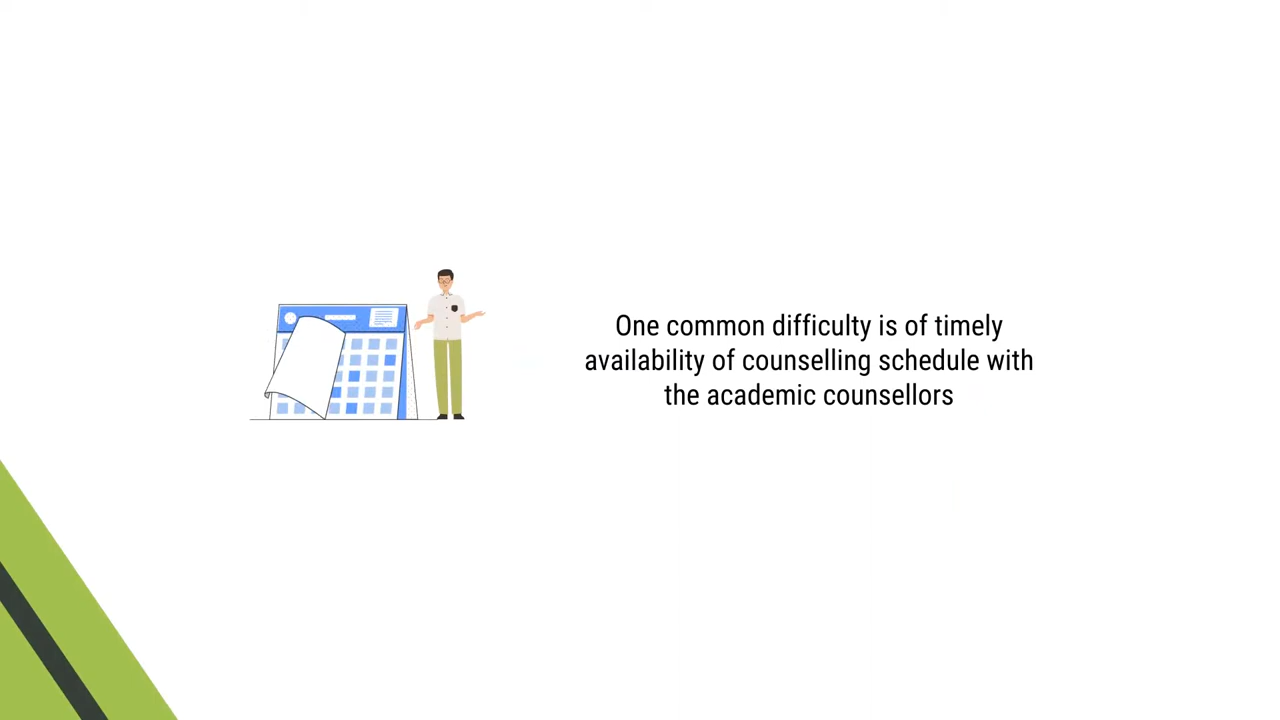 One common difficulty is of timely
availability of counselling schedule with
the academic counsellors